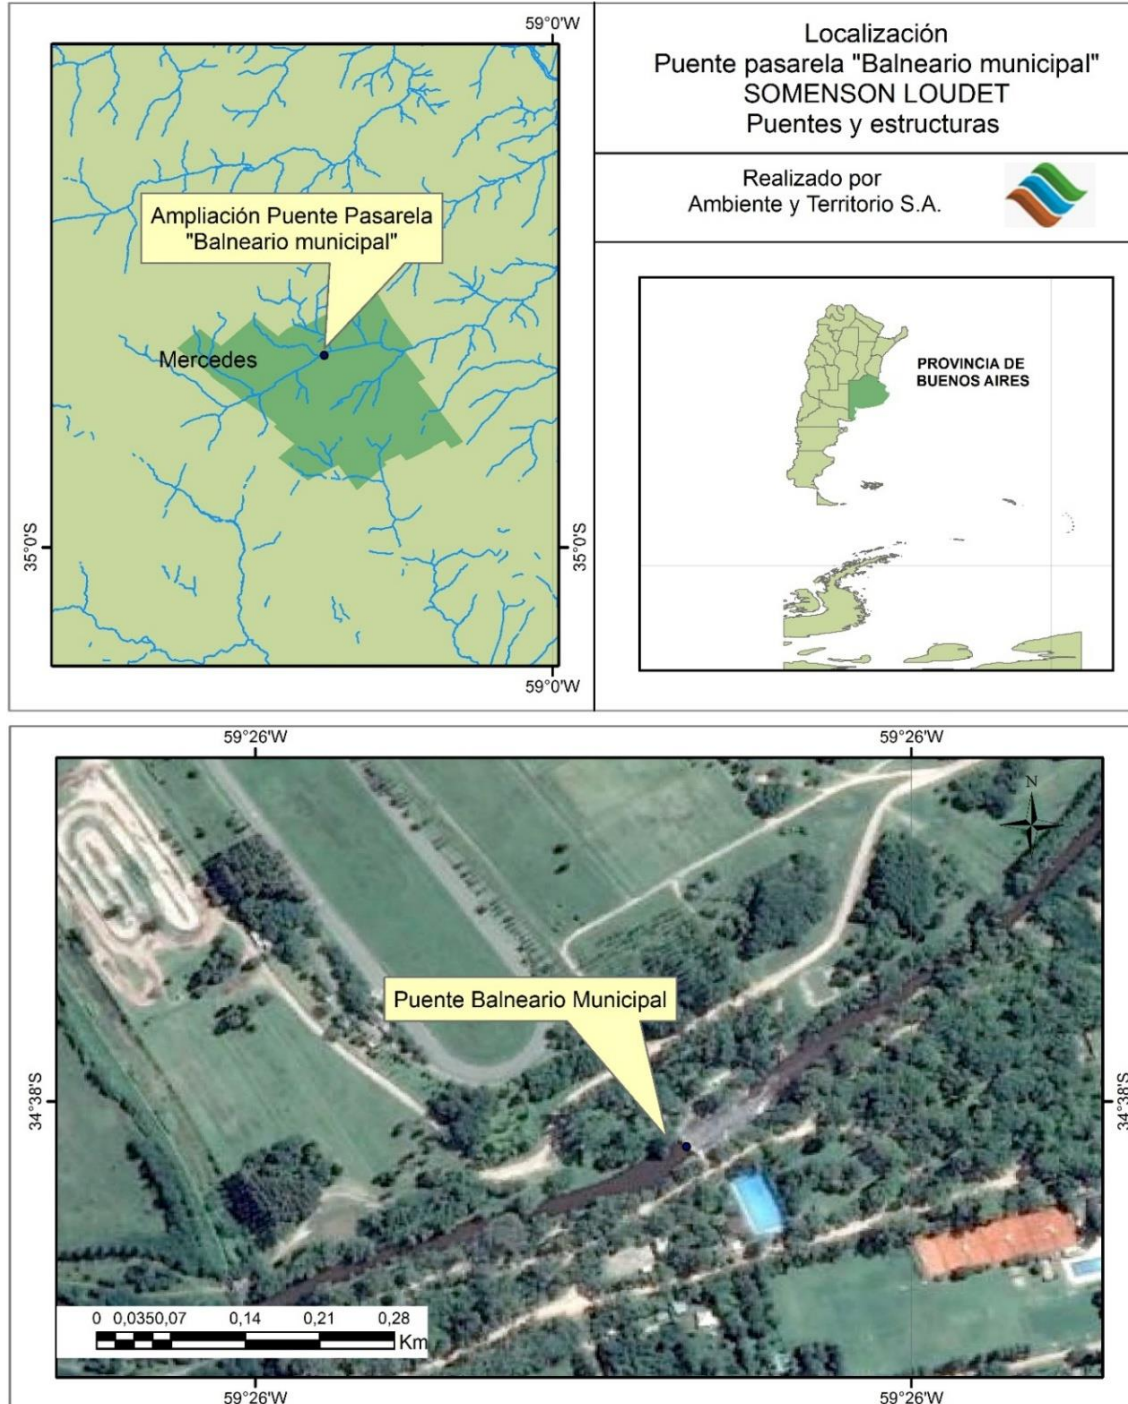 59°0'W
Localización
Puente pasarela "Balneario municipal"
SOMENSON LOUDET
Puentes y estructuras
Realizado por
Ambiente y Territorio S.A.
Ampliación Puente Pasarela
"Balneario municipal"
Mercedes
35°0'S
35°0'S
59°0'W
PROVINCIA DE
BUENOS AIRES
59°26'W
59°26'W
N
Puente Balneario Municipal
34°38'S
34°38'S
0 0,0350,07 0,14 0,21 0,28
Km
59°26'W
59°26'W